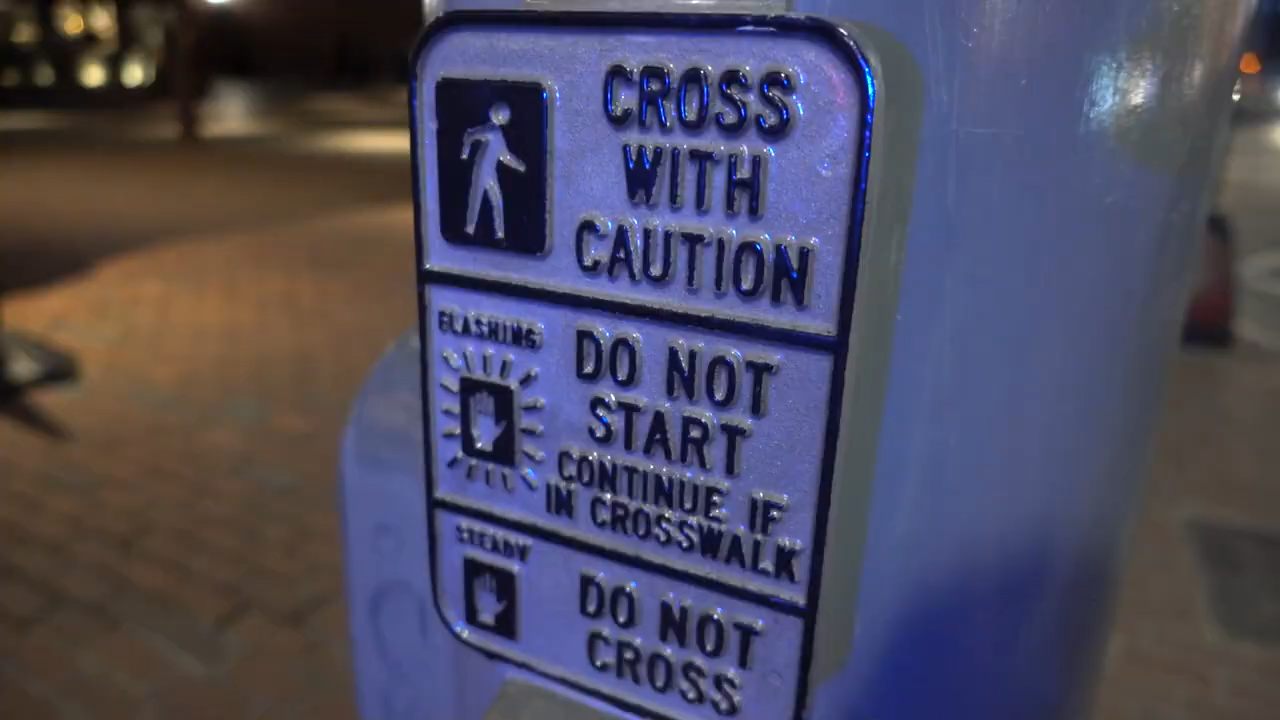 CROSS
WITH
CAUTION
FLASHING
DO NOT
START
CONTINUE IF
IN CROSSWALK
STEADY
DO NOT
CROSS